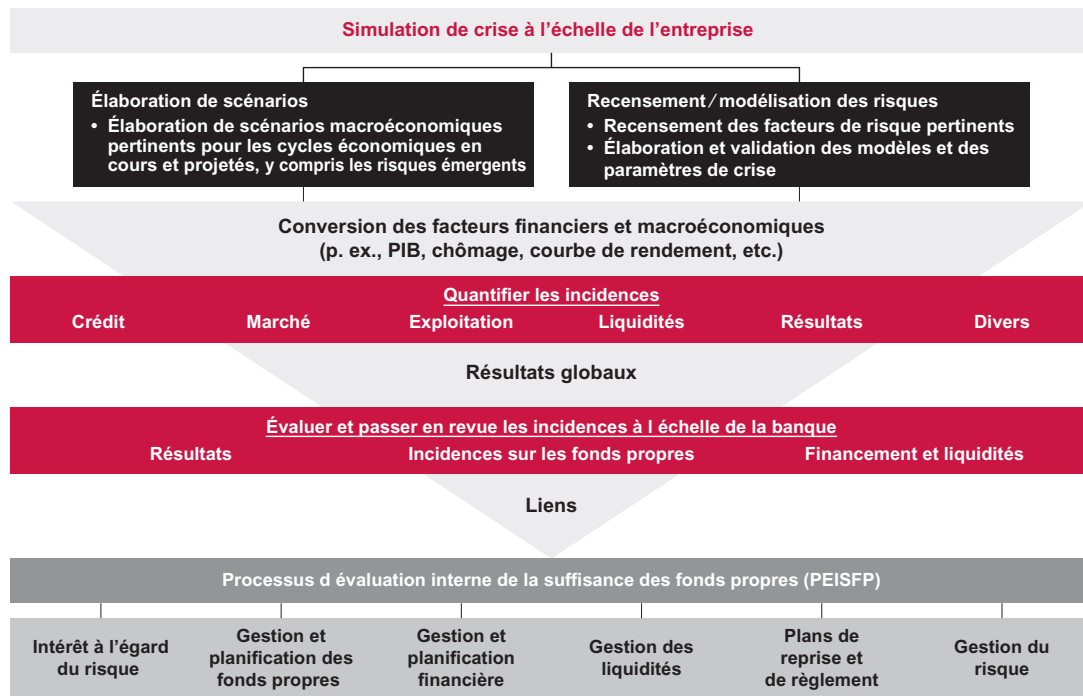 Simulation de crise à l'échelle de l'entreprise
Élaboration de scénarios
• Élaboration de scénarios macroéconomiques
pertinents pour les cycles économiques en
cours et projetés, y compris les risques émergents
Recensement/modélisation des risques
• Recensement des facteurs de risque pertinents
• Élaboration et validation des modèles et des
paramètres de crise
Conversion des facteurs financiers et macroéconomiques
(p. ex., PIB, chômage, courbe de rendement, etc.)
Quantifier les incidences
Crédit Marché Exploitation Liquidités Résultats Divers
Résultats globaux
Évaluer et passer en revue les incidences à l échelle de la banque
Résultats Incidences sur les fonds propres Financement et liquidités
Liens
Processus d évaluation interne de la suffisance des fonds propres (PEISFP)
Intérêt à l'égard
du risque
Gestion et
planification des
fonds propres
Gestion et
planification
financière
Gestion des
liquidités
Plans de
reprise et
de règlement
Gestion du
risque